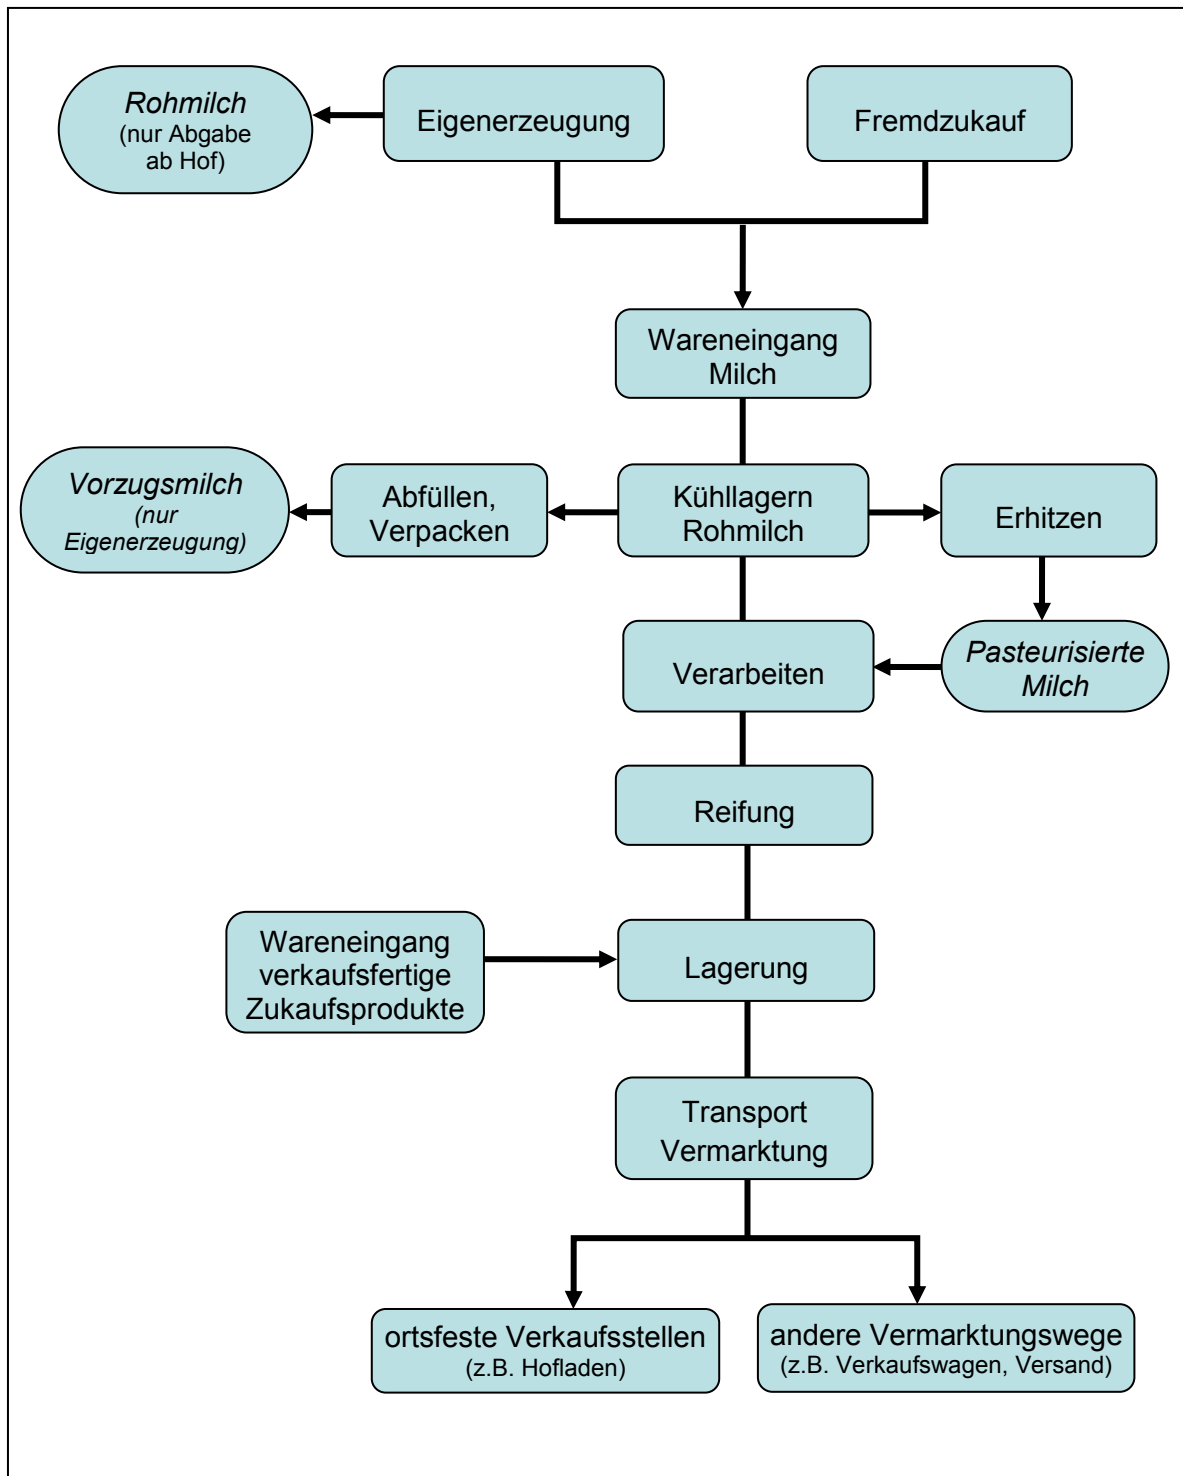 Rohmilch
(nur Abgabe
ab Hof)
Eigenerzeugung
Fremdzukauf
Wareneingang
Milch
Vorzugsmilch
(nur
Eigenerzeugung)
Abfüllen,
Verpacken
Kühllagern
Rohmilch
Erhitzen
Verarbeiten
Pasteurisierte
Milch
Reifung
Wareneingang
verkaufsfertige
Zukaufsprodukte
Lagerung
Transport
Vermarktung
ortsfeste Verkaufsstellen
(z.B. Hofladen)
andere Vermarktungswege
(z.B. Verkaufswagen, Versand)